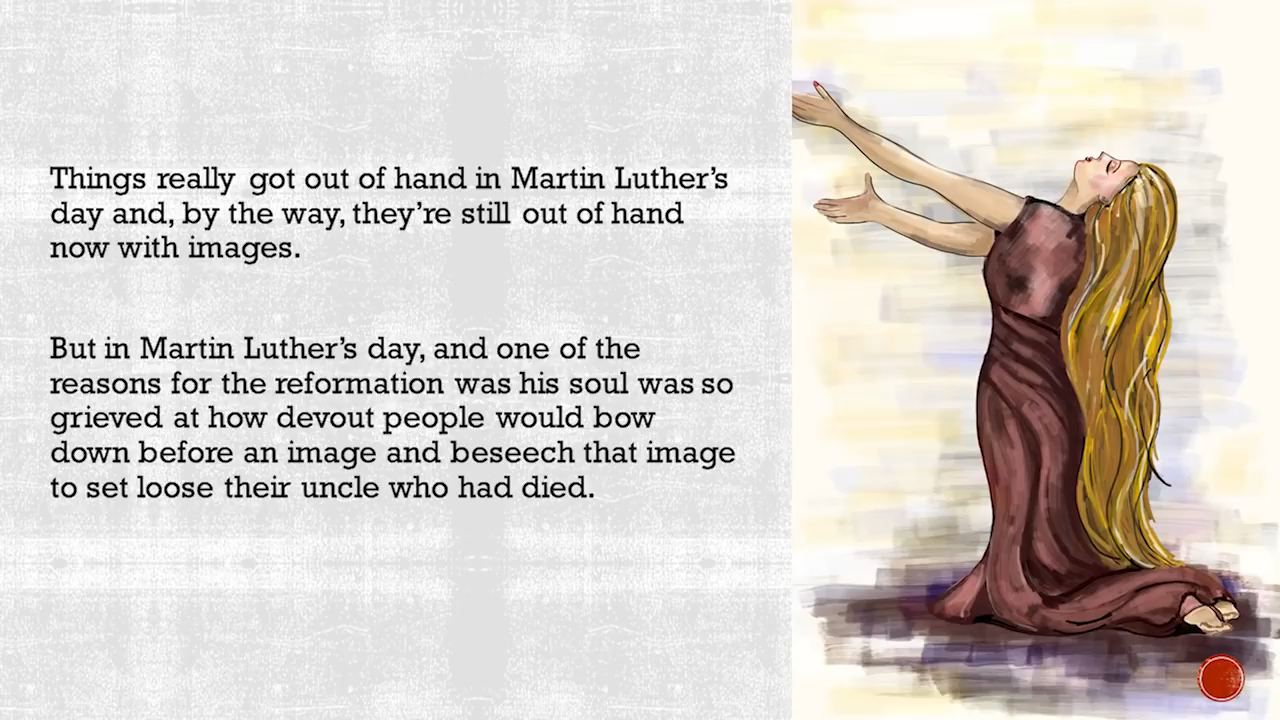 Things really got out of hand in Martin Luther’s
day and, by the way, they’re still out of hand
now with images.
But in Martin Luther’s day, and one of the
reasons for the reformation was his soul was so
grieved at how devout people would bow
down before an image and beseech that image
to set loose their uncle who had died.